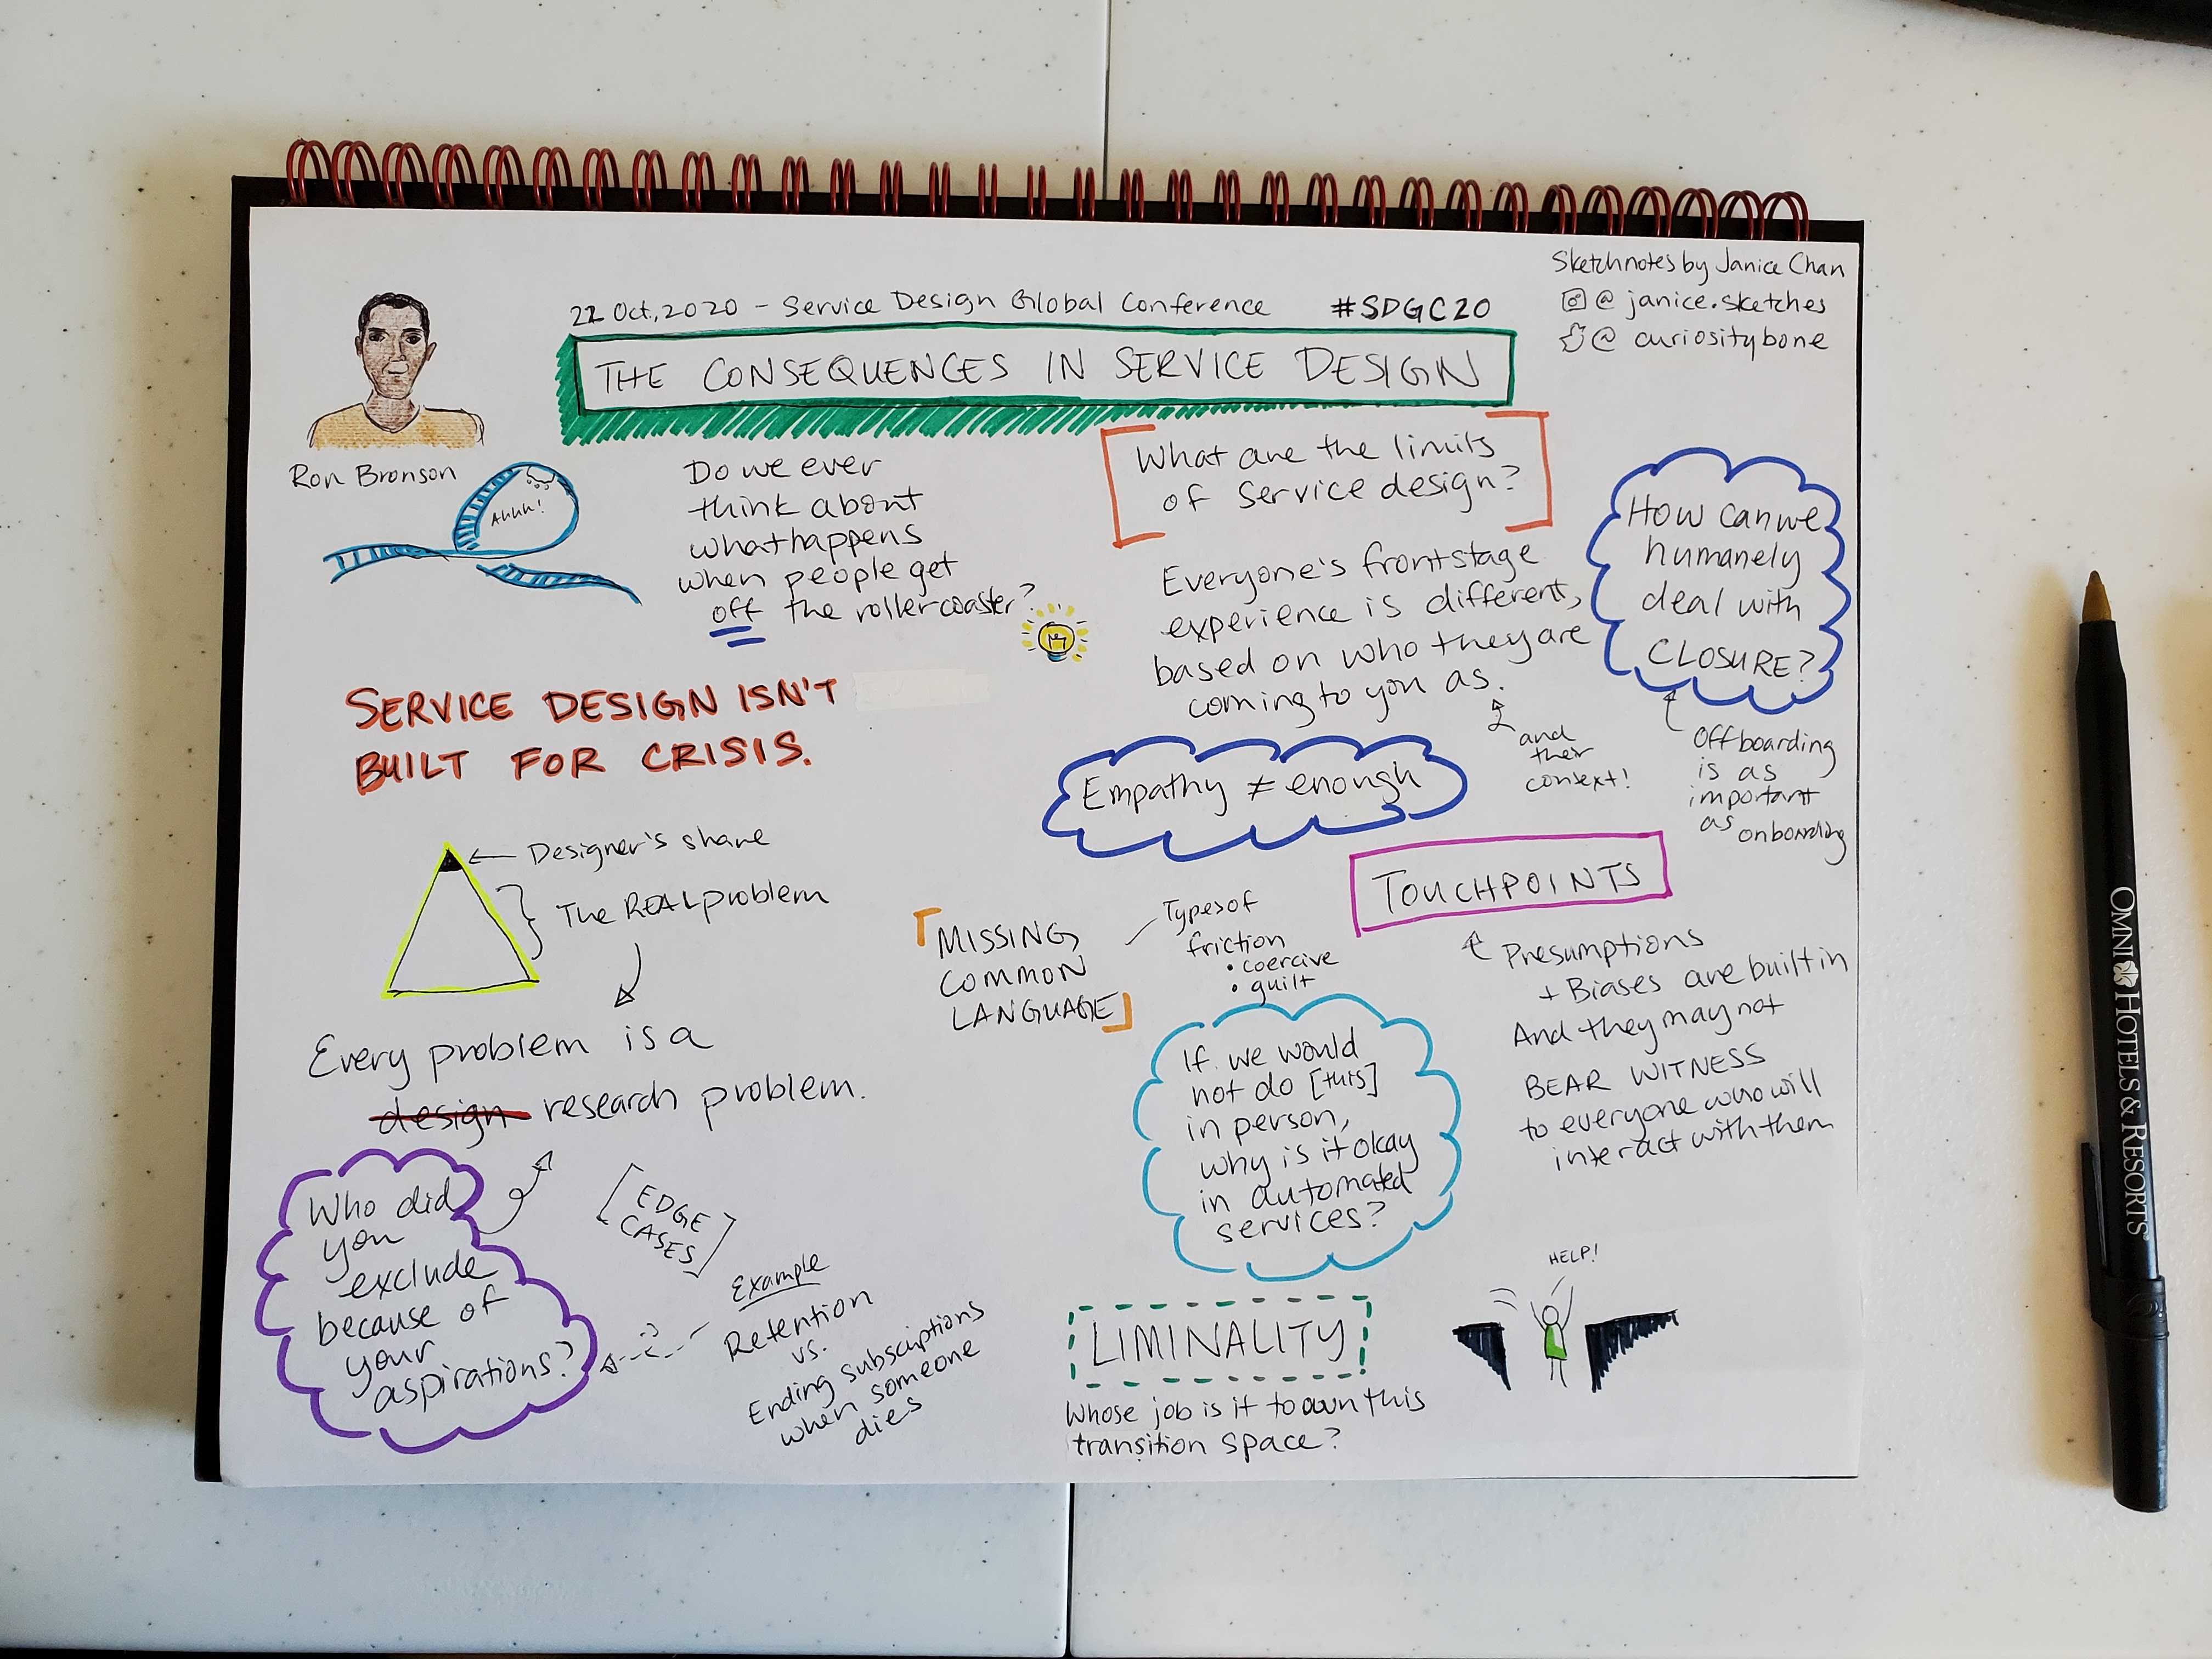 Sketchnotes by Janice Chan
@ janice.sketches
@ curiositybone
22 Oct., 2020 - Service Design Global Conference #SDGC20
THE CONSEQUENCES IN SERVICE DESIGN
Ron Bronson
Ahhh!
Do we ever
think about
what happens
when people get
off the rollercoaster?
What are the limits
of service design?
Everyone's frontstage
experience is different,
based on who they are
coming to you as.
and
their
context!
How can we
humanely
deal with
CLOSURE?
Offboarding
is as
important
as onboarding
SERVICE DESIGN ISN'T
BUILT FOR CRISIS.
Empathy ≠ enough
Designer's share
The REAL problem
Every problem is a
design research problem.
MISSING
COMMON
LANGUAGE
Types of
friction
• coercive
• guilt
TOUCHPOINTS
Presumptions
+ Biases are built in
And they may not
BEAR WITNESS
to everyone who will
interact with them
If we would
not do [this]
in person,
why is it okay
in automated
services?
Who did
you
exclude
because of
your
aspirations?
[EDGE
CASES]
Example
Retention
vs.
Ending subscriptions
when someone
dies
LIMINALITY
Whose job is it to own this
transition space?
HELP!
OMNI HOTELS & RESORTS